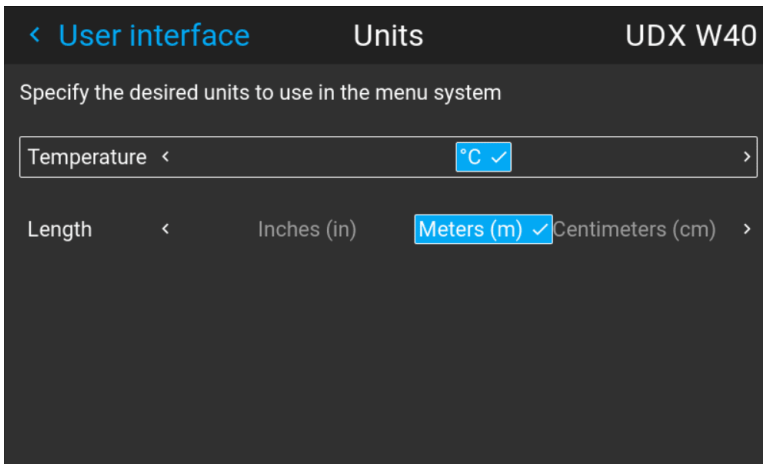 User interface Units UDX W40
Specify the desired units to use in the menu system
Temperature °C
Length Inches (in) Meters (m) Centimeters (cm)